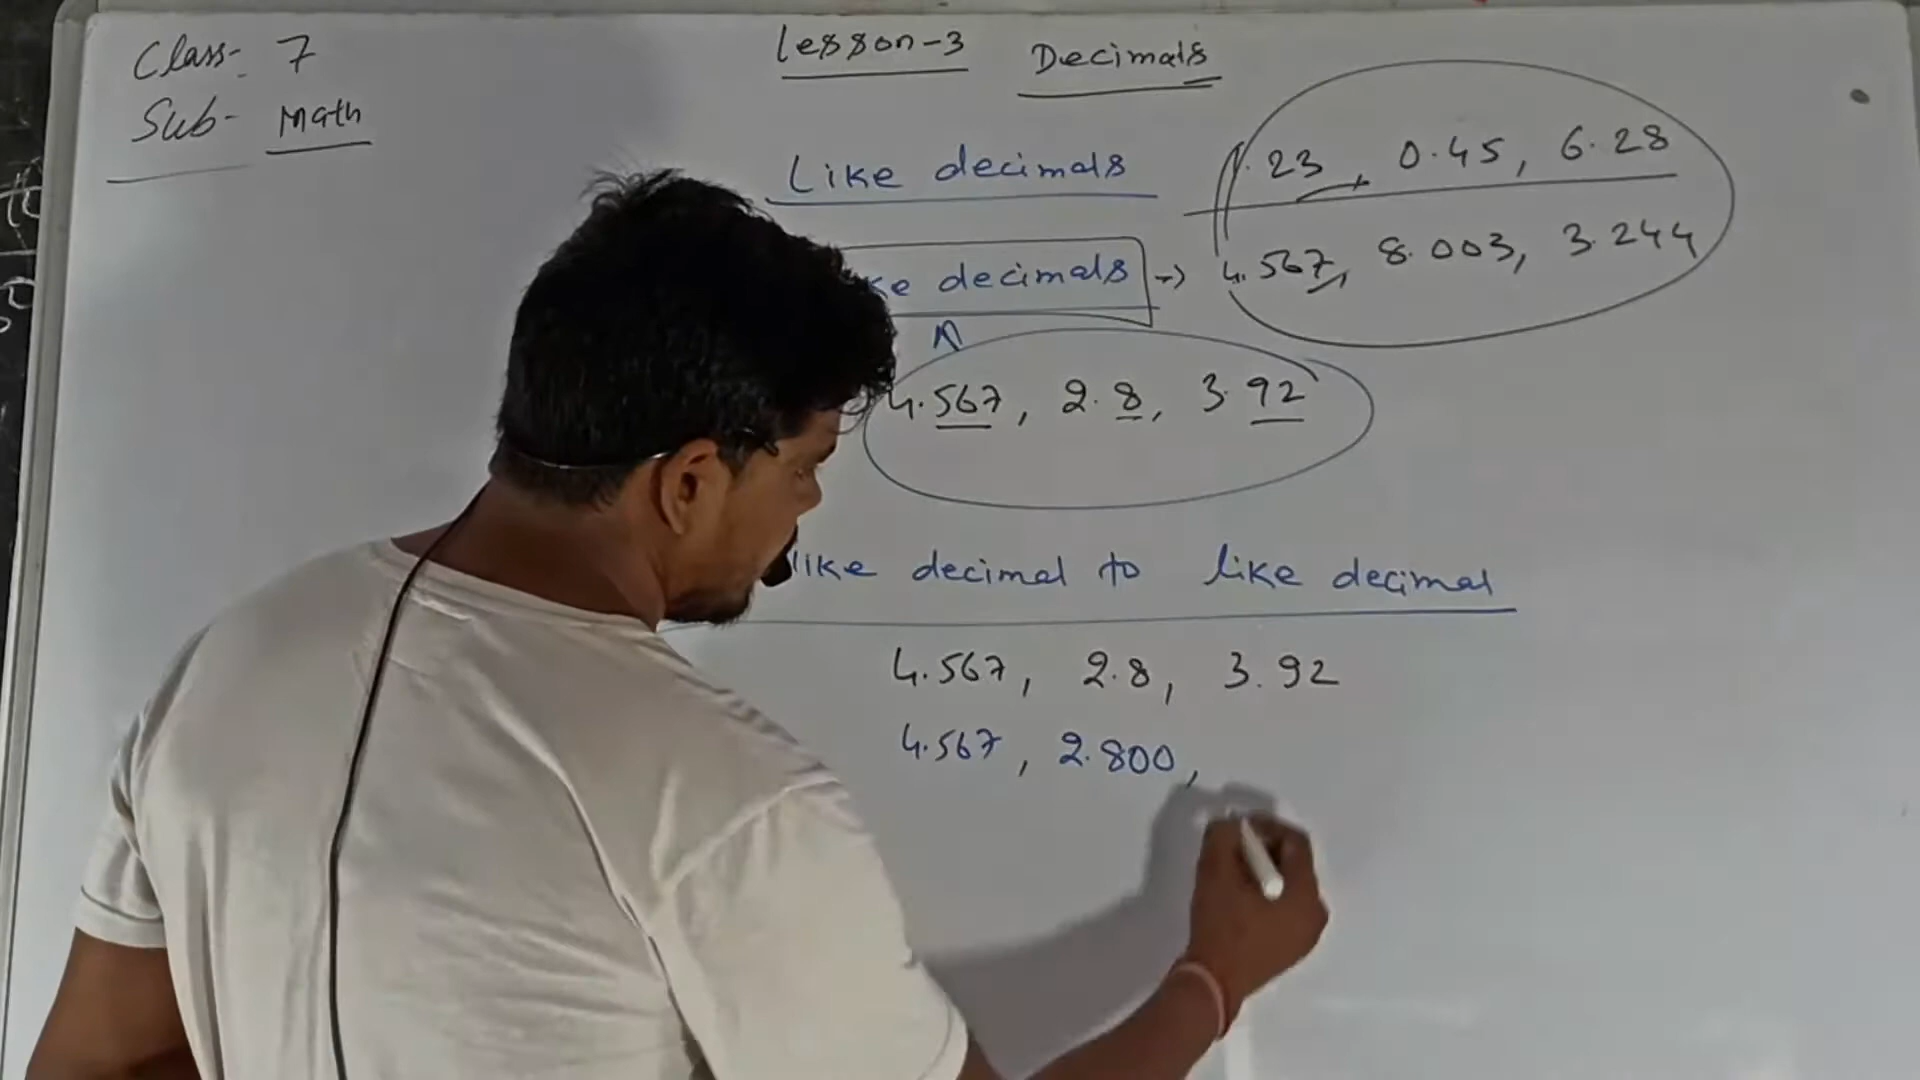 Class- 7
Sub- Math
Lesson-3 Decimals
Like decimals
.23, 0.45, 6.28
ke decimals → 4.567, 8.003, 3.244
4.567, 2.8, 3.92
like decimal to like decimal
4.567, 2.8, 3.92
4.567, 2.800,